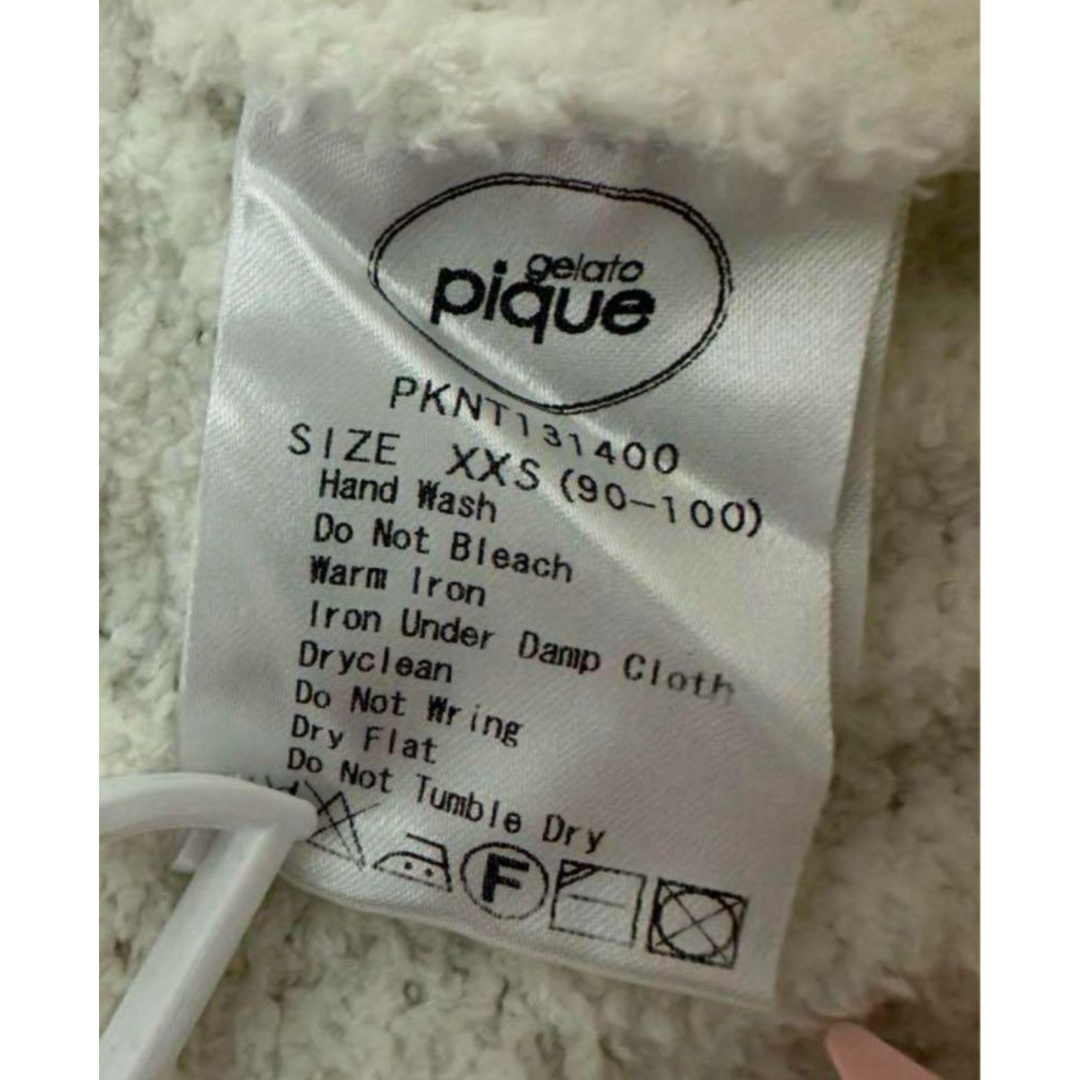 gelato
pique
PKNT131400
SIZE XXS (90-100)
Hand Wash
Do Not Bleach
Warm Iron
Iron Under Damp Cloth
Dryclean
Do Not Wring
Dry Flat
Do Not Tumble Dry
F